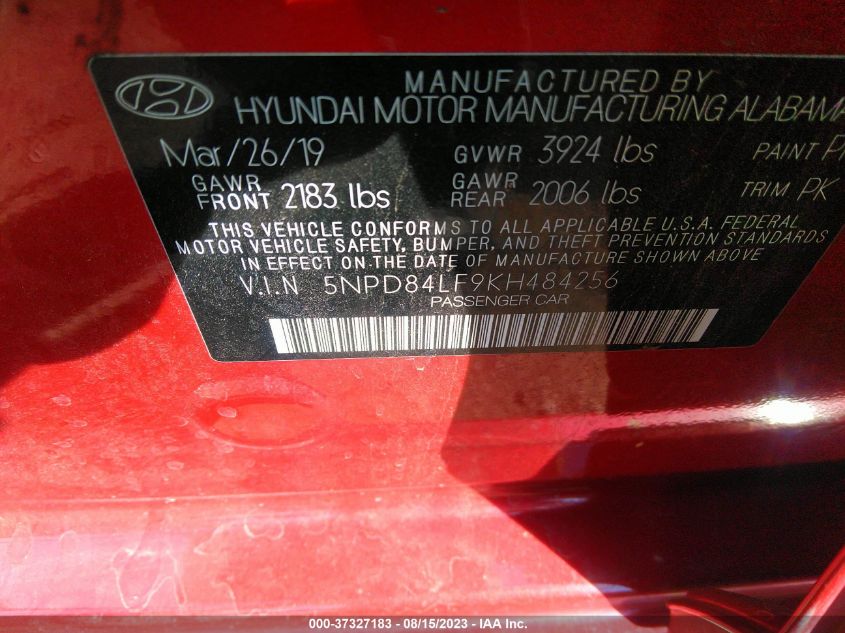 MANUFACTURED BY
HYUNDAI MOTOR MANUFACTURING ALABAMA
Mar/26/19 GVWR 3924 lbs PAINT
GAWR FRONT 2183 lbs GAWR REAR 2006 lbs TRIM PK
THIS VEHICLE CONFORMS TO ALL APPLICABLE U.S.A. FEDERAL
MOTOR VEHICLE SAFETY, BUMPER, AND THEFT PREVENTION STANDARDS
IN EFFECT ON THE DATE OF MANUFACTURE SHOWN ABOVE
V.I.N 5NPD84LF9KH484256
PASSENGER CAR
000-37327183 - 08/15/2023 - IAA Inc.